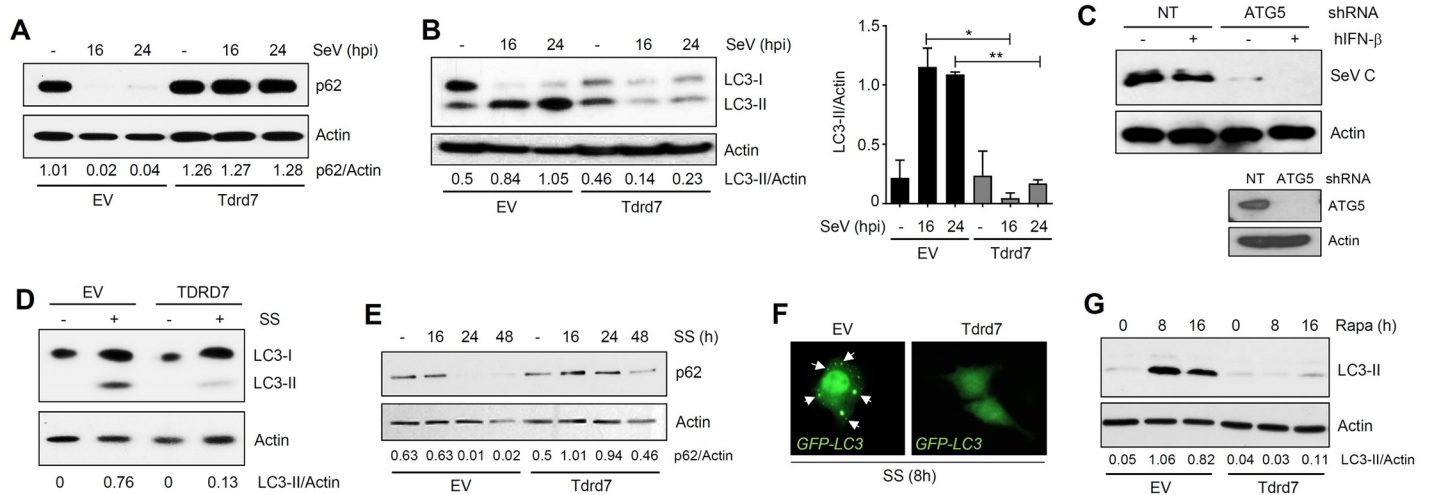 A
- 16 24 - 16 24 SeV (hpi)
p62
Actin
1.01 0.02 0.04 1.26 1.27 1.28 p62/Actin
EV Tdrd7
B
- 16 24 - 16 24 SeV (hpi)
LC3-I
LC3-II
Actin
0.5 0.84 1.05 0.46 0.14 0.23 LC3-II/Actin
EV Tdrd7
LC3-II/Actin
1.5
1.0
0.5
0
*
**
SeV (hpi) - 16 24 - 16 24
EV Tdrd7
C
NT ATG5 shRNA
- + - + hIFN-β
SeV C
Actin
NT ATG5 shRNA
ATG5
Actin
D
EV TDRD7
- + - + SS
LC3-I
LC3-II
Actin
0 0.76 0 0.13 LC3-II/Actin
E
- 16 24 48 - 16 24 48 SS (h)
p62
Actin
0.63 0.63 0.01 0.02 0.5 1.01 0.94 0.46 p62/Actin
EV Tdrd7
F
EV Tdrd7
GFP-LC3 GFP-LC3
SS (8h)
G
0 8 16 0 8 16 Rapa (h)
LC3-II
Actin
0.05 1.06 0.82 0.04 0.03 0.11 LC3-II/Actin
EV Tdrd7